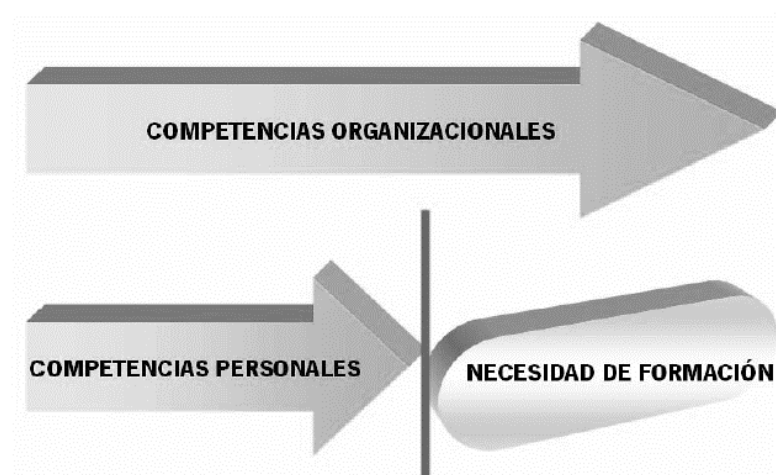 COMPETENCIAS ORGANIZACIONALES
COMPETENCIAS PERSONALES
NECESIDAD DE FORMACIÓN